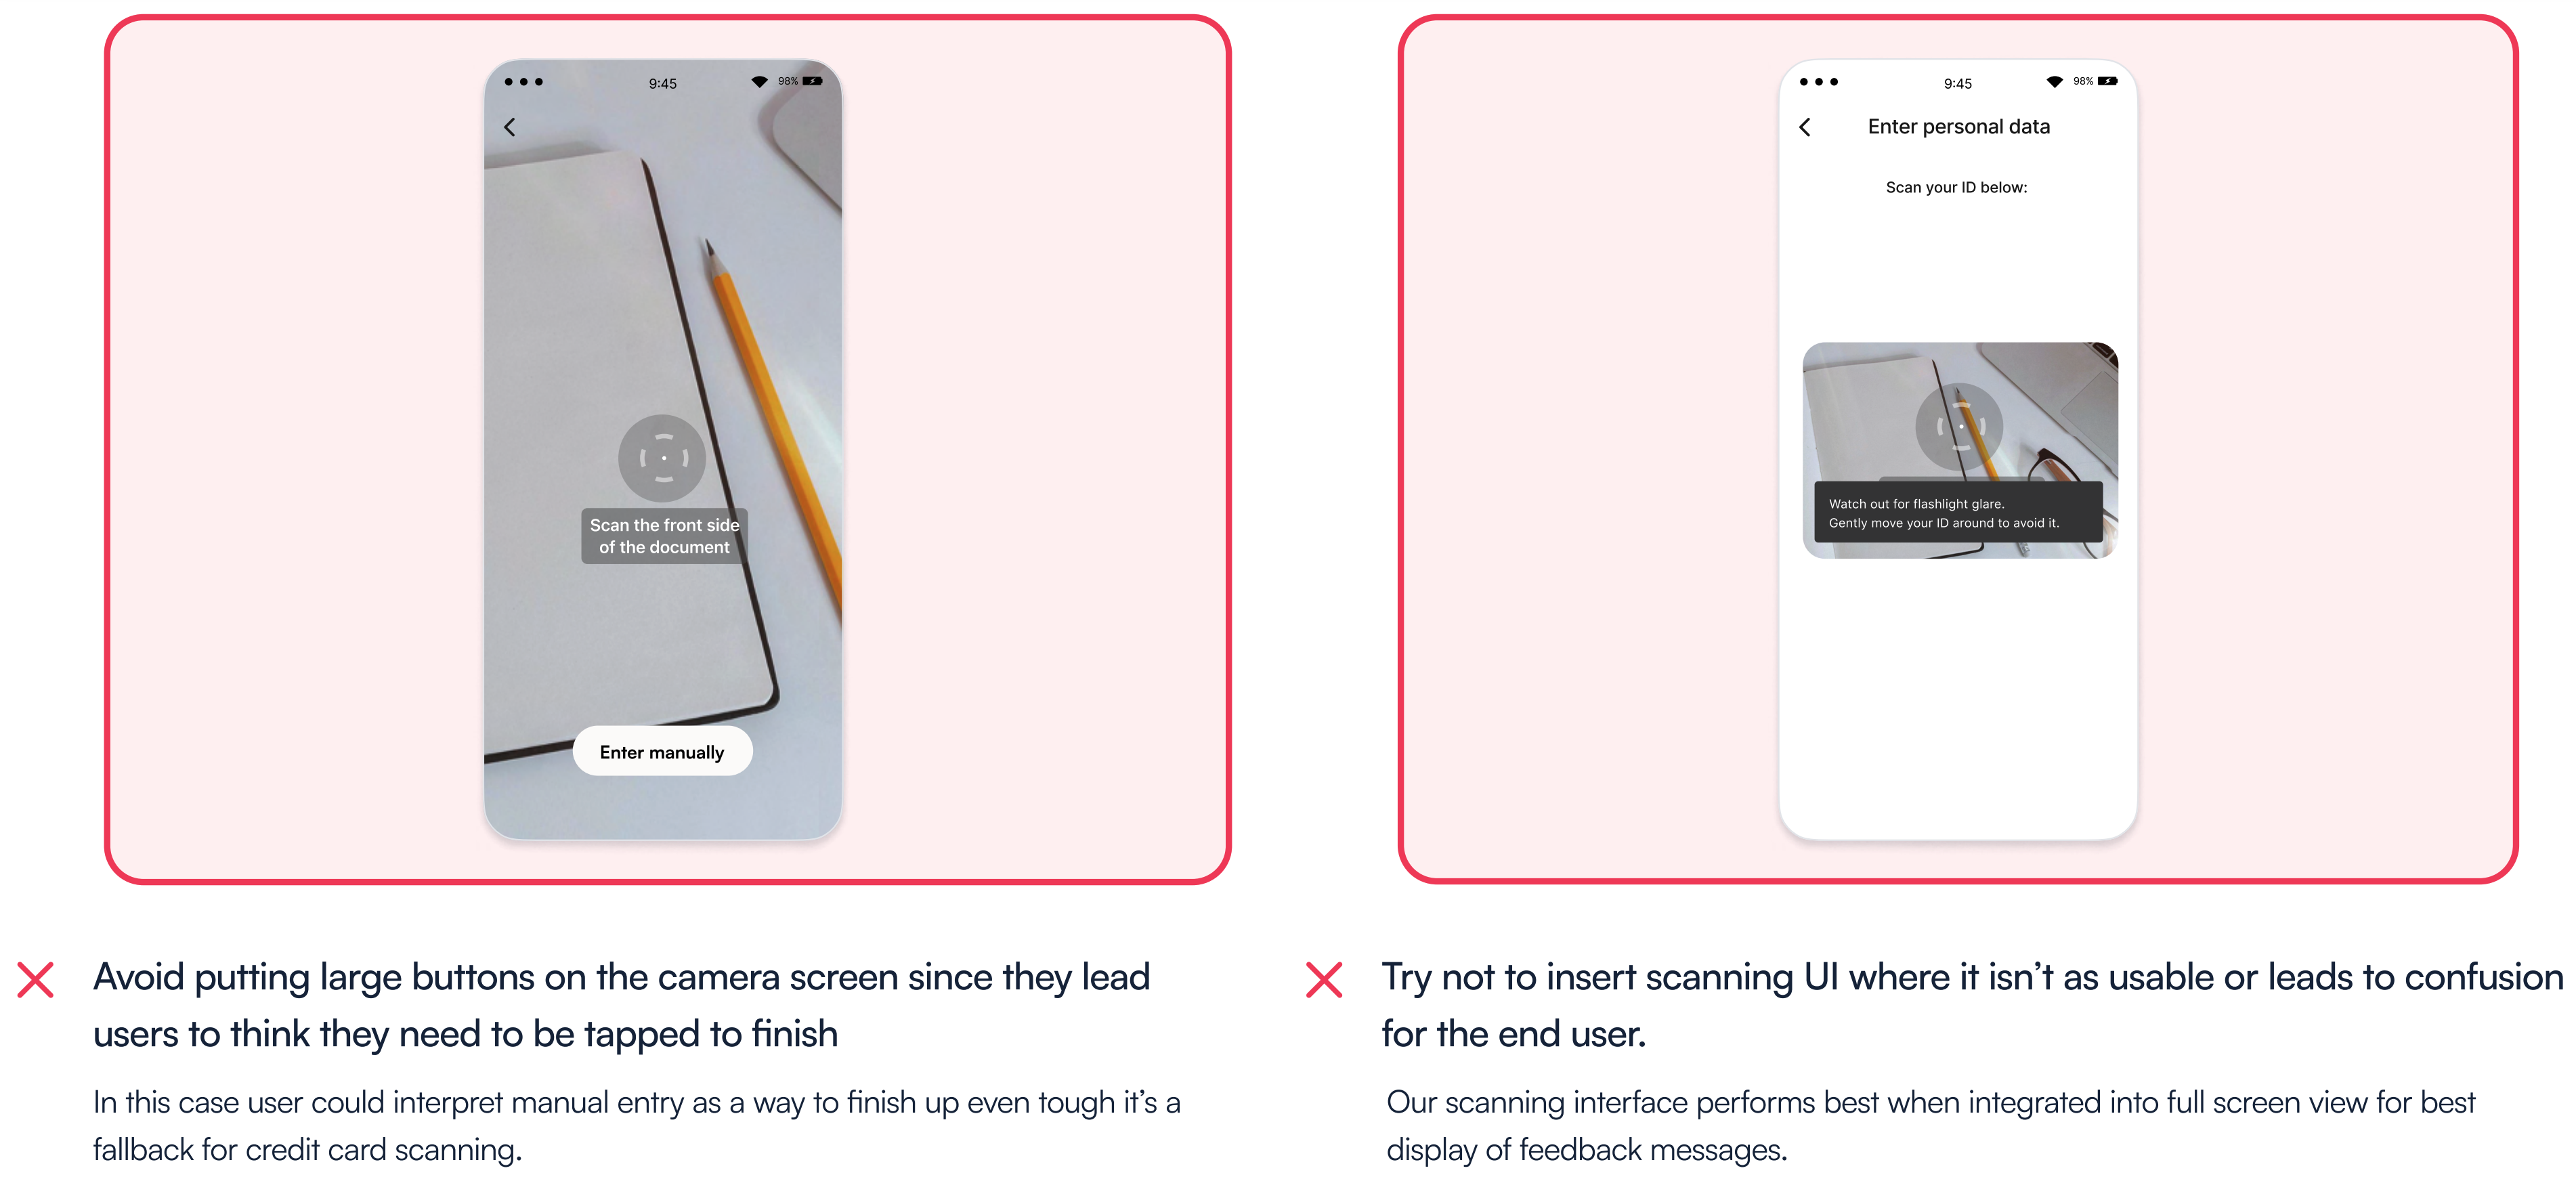 9:45
98%
Scan the front side
of the document
Enter manually
9:45
98%
Enter personal data
Scan your ID below:
Watch out for flashlight glare.
Gently move your ID around to avoid it.
Avoid putting large buttons on the camera screen since they lead
users to think they need to be tapped to finish
In this case user could interpret manual entry as a way to finish up even tough it’s a
fallback for credit card scanning.
Try not to insert scanning UI where it isn’t as usable or leads to confusion
for the end user.
Our scanning interface performs best when integrated into full screen view for best
display of feedback messages.